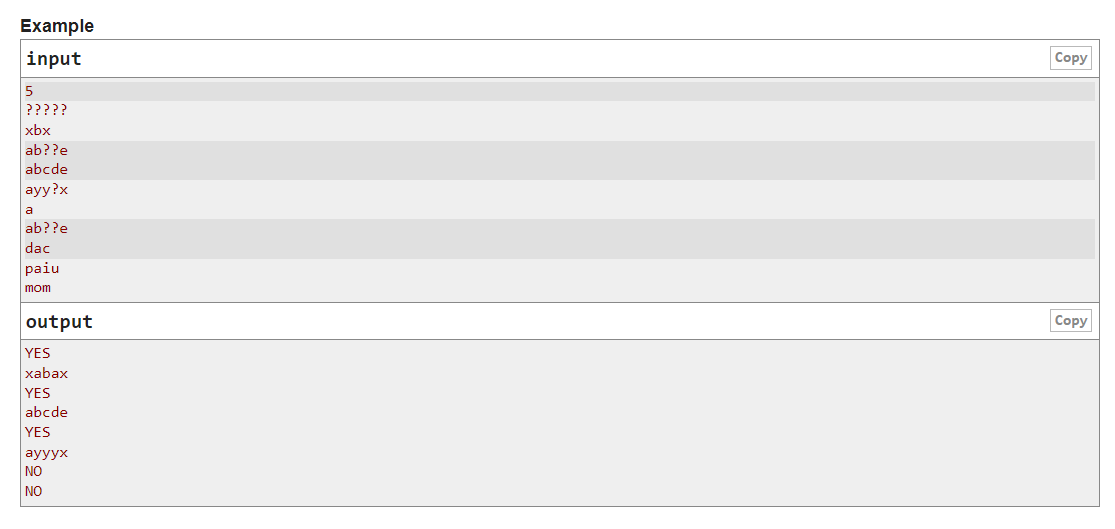 Example
input
Copy
5
?????
xbx
ab??e
abcde
ayy?x
a
ab??e
dac
paiu
mom
output
Copy
YES
xabax
YES
abcde
YES
ayyyx
NO
NO